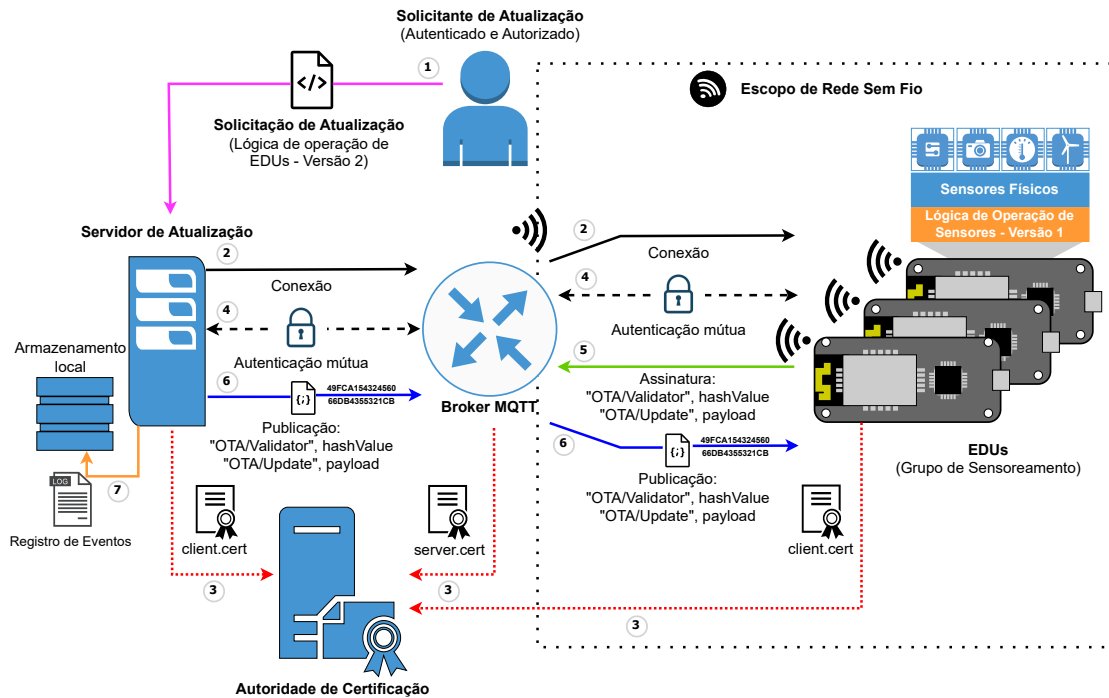 Solicitante de Atualização
(Autenticado e Autorizado)
1
</>
Solicitação de Atualização
(Lógica de operação de
EDUs - Versão 2)
Escopo de Rede Sem Fio
Sensores Físicos
Lógica de Operação de
Sensores - Versão 1
Servidor de Atualização
2
Conexão
2
Conexão
4
Autenticação mútua
4
Autenticação mútua
Armazenamento
local
6
{;}
49FCA154324560
66DB4355321CB
Publicação:
"OTA/Validator", hashValue
"OTA/Update", payload
Broker MQTT
5
Assinatura:
"OTA/Validator", hashValue
"OTA/Update", payload
6
{;}
49FCA154324560
66DB4355321CB
Publicação:
"OTA/Validator", hashValue
"OTA/Update", payload
EDUs
(Grupo de Sensoreamento)
7
LOG
Registro de Eventos
client.cert
server.cert
client.cert
3
3
3
Autoridade de Certificação